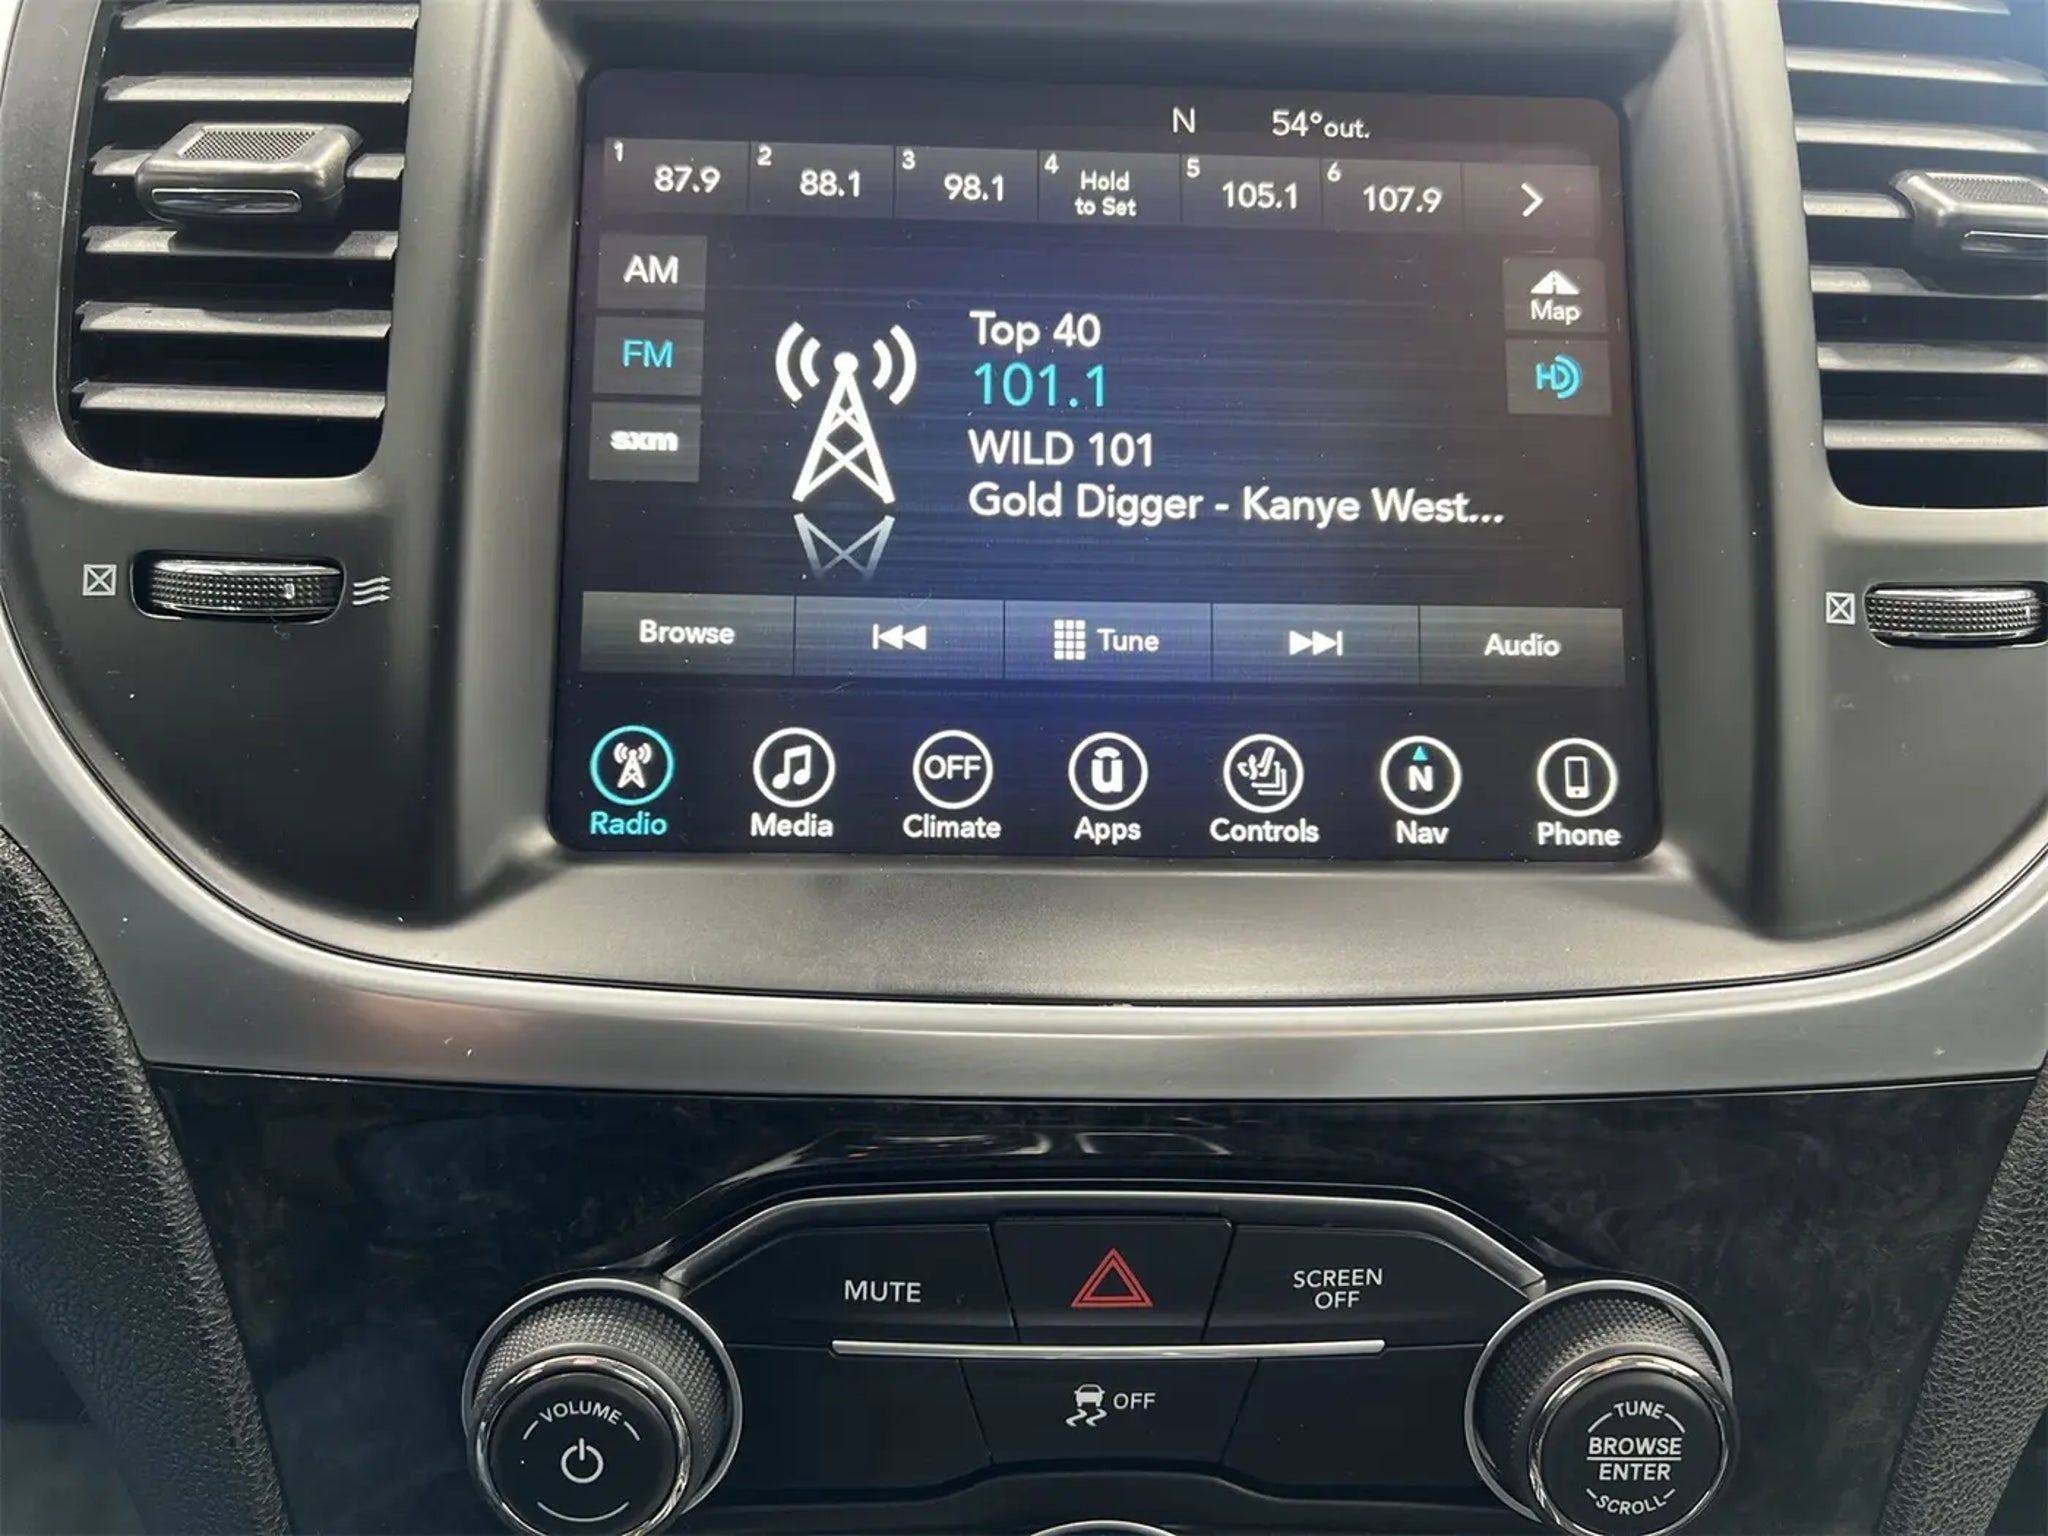 N 54°out.
1 87.9 2 88.1 3 98.1 4 Hold to Set 5 105.1 6 107.9
AM
FM
sxm
Top 40
101.1
WILD 101
Gold Digger - Kanye West...
Map
HD
Browse Tune Audio
OFF u N
Radio Media Climate Apps Controls Nav Phone
MUTE
SCREEN
OFF
OFF
VOLUME
TUNE
BROWSE
ENTER
SCROLL